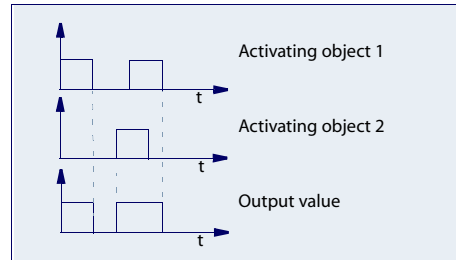 Activating object 1
t
Activating object 2
t
Output value
t